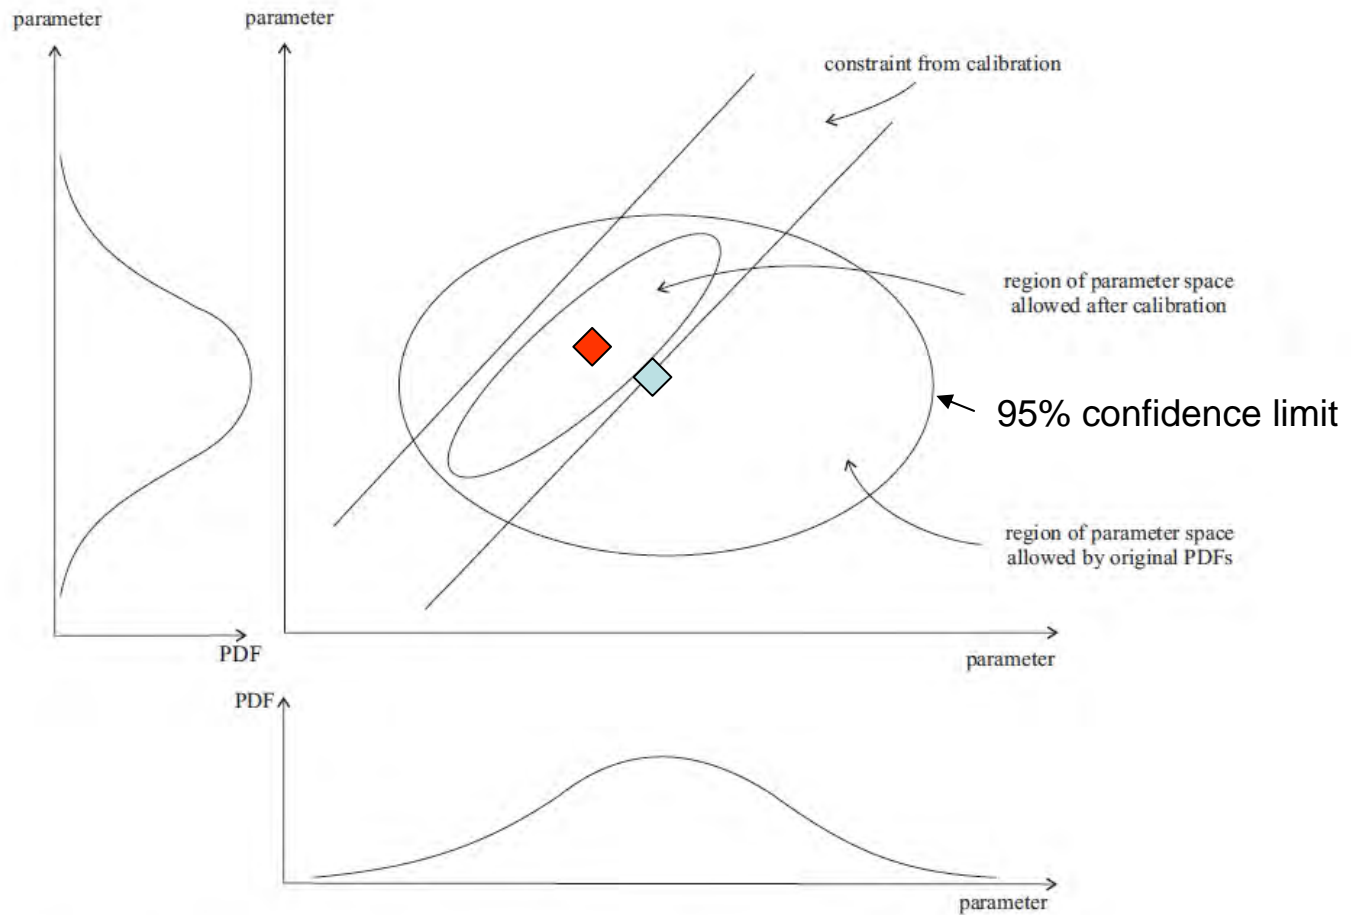 parameter
parameter
constraint from calibration
region of parameter space
allowed after calibration
95% confidence limit
region of parameter space
allowed by original PDFs
PDF
parameter
PDF
parameter